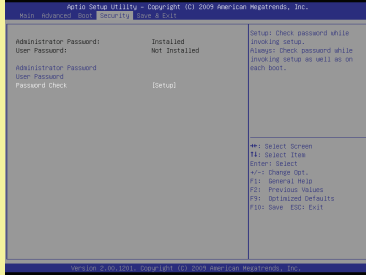 Aptio Setup Utility - Copyright (C) 2009 American Megatrends, Inc.
Main Advanced Boot Security Save & Exit
Administrator Password: Installed
User Password: Not Installed
Administrator Password
User Password
Password Check [Setup]
Setup: Check password while
invoking setup.
Always: Check password while
invoking setup as well as on
each boot.
→←: Select Screen
↑↓: Select Item
Enter: Select
+/-: Change Opt.
F1: General Help
F2: Previous Values
F3: Optimized Defaults
F10: Save ESC: Exit
Version 2.00.1201. Copyright (C) 2009 American Megatrends, Inc.